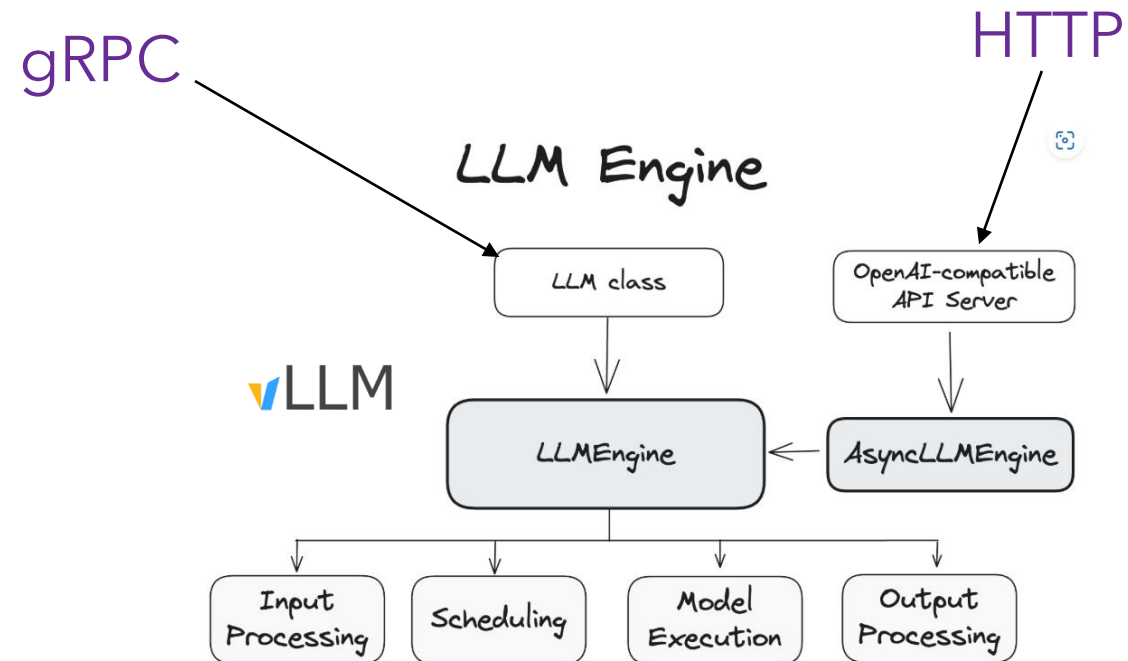 gRPC
HTTP
LLM Engine
LLM class
OpenAI-compatible
API Server
vLLM
LLMEngine
AsyncLLMEngine
Input
Processing
Scheduling
Model
Execution
Output
Processing